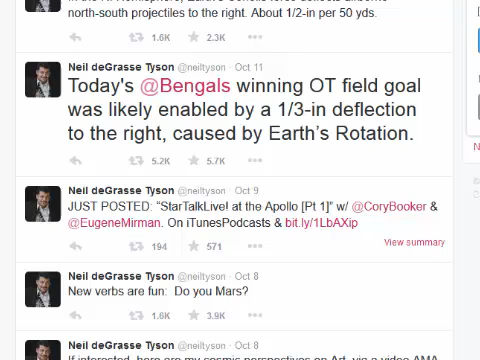 north-south projectiles to the right. About 1/2-in per 50 yds.
1.6K 2.3K
Neil deGrasse Tyson @neiltyson · Oct 11
Today's @Bengals winning OT field goal
was likely enabled by a 1/3-in deflection
to the right, caused by Earth's Rotation.
5.2K 5.7K
Neil deGrasse Tyson @neiltyson · Oct 9
JUST POSTED: “StarTalkLive! at the Apollo [Pt 1]” w/ @CoryBooker &
@EugeneMirman. On iTunesPodcasts & bit.ly/1LbAXip
194 571
View summary
Neil deGrasse Tyson @neiltyson · Oct 8
New verbs are fun: Do you Mars?
1.6K 3.9K
Neil deGrasse Tyson @neiltyson · Oct 8
If interested, here are my cosmic perspectives on Art, via a video AMA